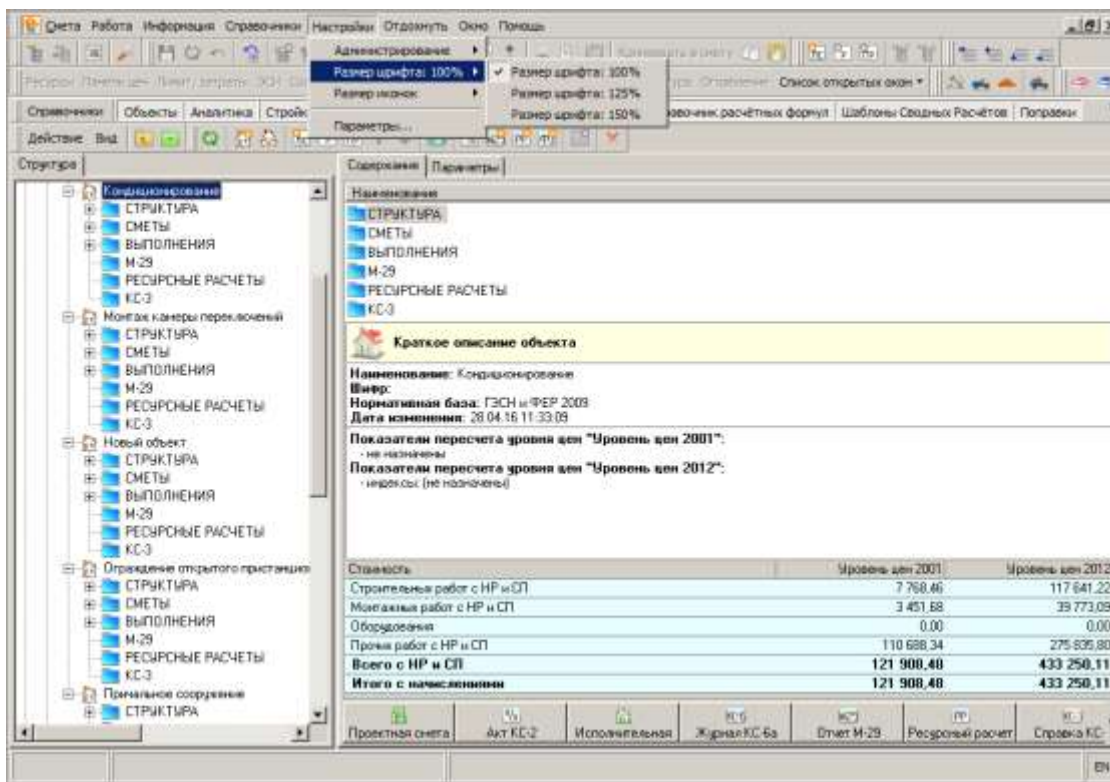 Смета Работа Информация Справочники Настройки Отдохнуть Окно Помощь
Администрирование
Размер шрифта: 100%
Размер иконок
Параметры...
Размер шрифта: 100%
Размер шрифта: 125%
Размер шрифта: 150%
Список открытых окон
Справочники Объекты Аналитика расчётных формул Шаблоны Сводных Расчётов Поправки
Действие Вид
Структура
Кондиционирование
СТРУКТУРА
СМЕТЫ
ВЫПОЛНЕНИЯ
М-29
РЕСУРСНЫЕ РАСЧЕТЫ
КС-3
Монтаж камеры переключений
СТРУКТУРА
СМЕТЫ
ВЫПОЛНЕНИЯ
М-29
РЕСУРСНЫЕ РАСЧЕТЫ
КС-3
Новый объект
СТРУКТУРА
СМЕТЫ
ВЫПОЛНЕНИЯ
М-29
РЕСУРСНЫЕ РАСЧЕТЫ
КС-3
Ограждение открытого пристанцио
СТРУКТУРА
СМЕТЫ
ВЫПОЛНЕНИЯ
М-29
РЕСУРСНЫЕ РАСЧЕТЫ
КС-3
Причальное сооружение
СТРУКТУРА
Содержание Параметры
Наименование
СТРУКТУРА
СМЕТЫ
ВЫПОЛНЕНИЯ
М-29
РЕСУРСНЫЕ РАСЧЕТЫ
КС-3
Краткое описание объекта
Наименование: Кондиционирование
Шифр:
Нормативная база: ГЭСН и ФЕР 2009
Дата изменения: 28.04.16 11:33:09
Показатели пересчета уровня цен "Уровень цен 2001":
- не назначены
Показатели пересчета уровня цен "Уровень цен 2012":
- индексы: (не назначены)
Стоимость Уровень цен 2001 Уровень цен 2012
Строительных работ с НР и СП 7 768,46 117 641,22
Монтажных работ с НР и СП 3 451,68 39 773,09
Оборудования 0,00 0,00
Прочих работ с НР и СП 110 688,34 275 835,80
Всего с НР и СП 121 908,48 433 250,11
Итого с начислениями 121 908,48 433 250,11
Проектная смета Акт КС-2 Исполнительная Журнал КС-6а Отчет М-29 Ресурсный расчет Справка КС-
EN